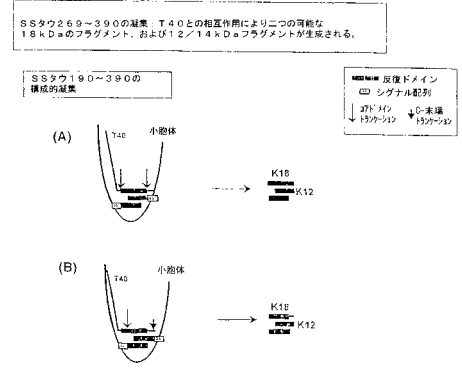 SSタウ269~390の凝集:T40との相互作用により二つの可能な
18kDaのフラグメント、および12/14kDaフラグメントが生成される。
SSタウ190~390の
構成的凝集
反復ドメイン
シグナル配列
コアドメイン
トランケーション
C-末端
トランケーション
(A)
T40
小胞体
K18
K12
(B)
T40
小胞体
K18
K12